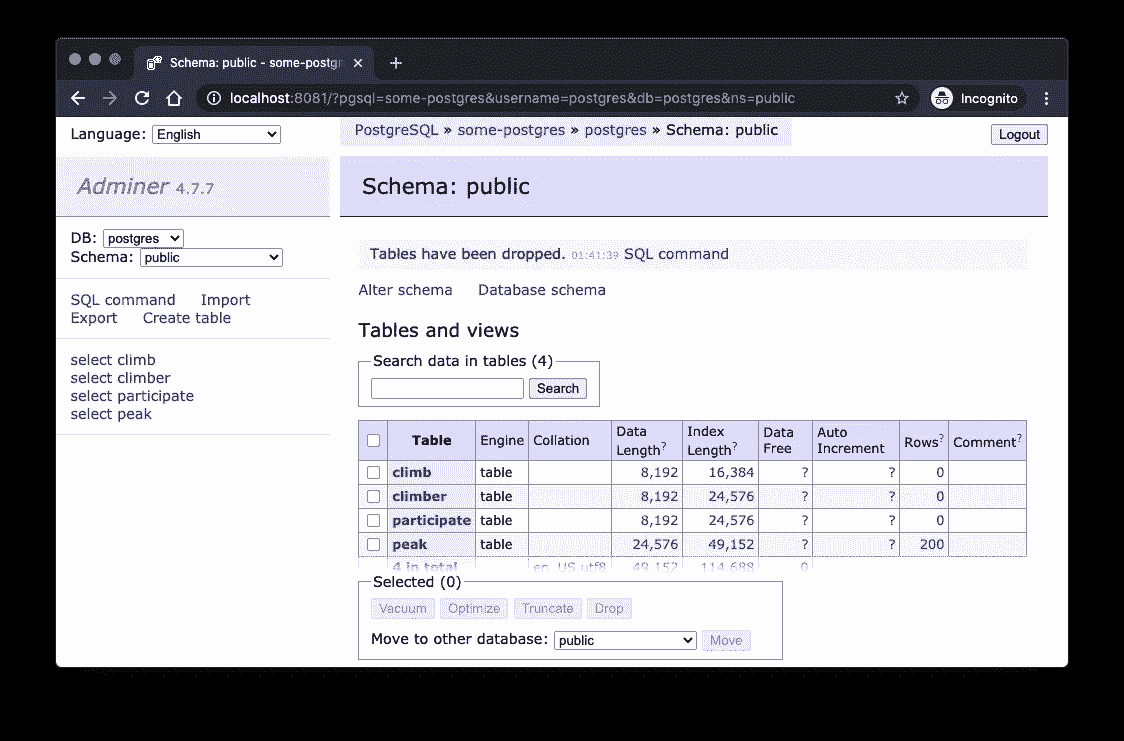 Schema: public - some-postgr
localhost:8081/?pgsql=some-postgres&username=postgres&db=postgres&ns=public
Incognito
Language: English
PostgreSQL » some-postgres » postgres » Schema: public
Logout
Adminer 4.7.7
Schema: public
DB: postgres
Schema: public
Tables have been dropped. 01:41:39 SQL command
SQL command Import
Export Create table
Alter schema Database schema
select climb
select climber
select participate
select peak
Tables and views
Search data in tables (4)
Search
Table Engine Collation Data Length? Index Length? Data Free Auto Increment Rows? Comment?
climb table 8,192 16,384 ? ? 0
climber table 8,192 24,576 ? ? 0
participate table 8,192 24,576 ? ? 0
peak table 24,576 49,152 ? ? 200
4 in total en_US.utf8 49,152 114,688 0
Selected (0)
Vacuum Optimize Truncate Drop
Move to other database: public Move